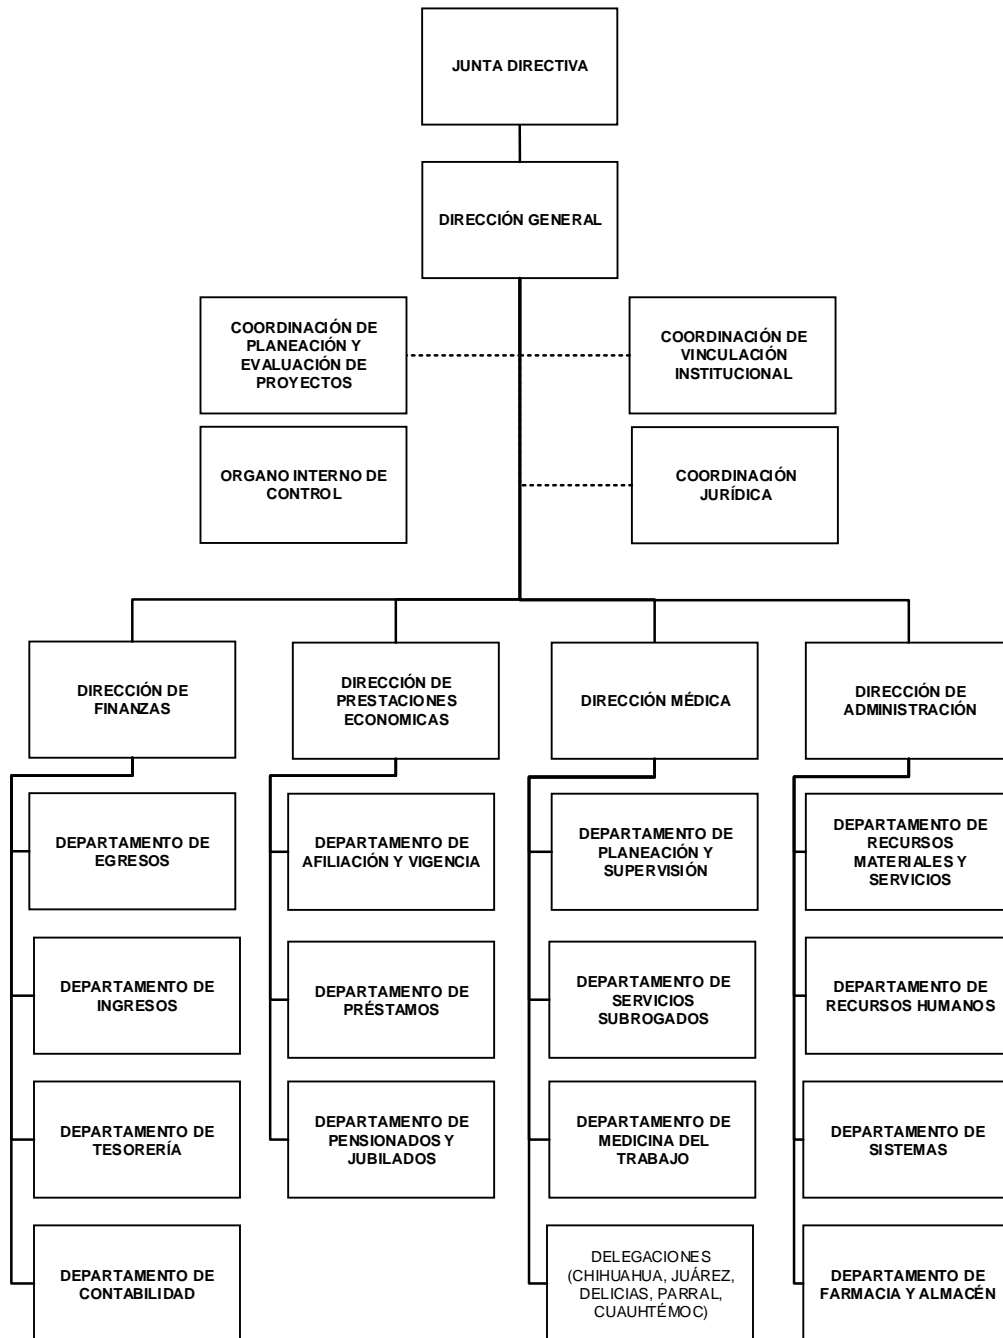 JUNTA DIRECTIVA
DIRECCIÓN GENERAL
COORDINACIÓN DE
PLANEACIÓN Y
EVALUACIÓN DE
PROYECTOS
COORDINACIÓN DE
VINCULACIÓN
INSTITUCIONAL
ORGANO INTERNO DE
CONTROL
COORDINACIÓN
JURÍDICA
DIRECCIÓN DE
FINANZAS
DIRECCIÓN DE
PRESTACIONES
ECONOMICAS
DIRECCIÓN MÉDICA
DIRECCIÓN DE
ADMINISTRACIÓN
DEPARTAMENTO DE
EGRESOS
DEPARTAMENTO DE
AFILIACIÓN Y VIGENCIA
DEPARTAMENTO DE
PLANEACIÓN Y
SUPERVISIÓN
DEPARTAMENTO DE
RECURSOS
MATERIALES Y
SERVICIOS
DEPARTAMENTO DE
INGRESOS
DEPARTAMENTO DE
PRÉSTAMOS
DEPARTAMENTO DE
SERVICIOS
SUBROGADOS
DEPARTAMENTO DE
RECURSOS HUMANOS
DEPARTAMENTO DE
TESORERÍA
DEPARTAMENTO DE
PENSIONADOS Y
JUBILADOS
DEPARTAMENTO DE
MEDICINA DEL
TRABAJO
DEPARTAMENTO DE
SISTEMAS
DEPARTAMENTO DE
CONTABILIDAD
DELEGACIONES
(CHIHUAHUA, JUÁREZ,
DELICIAS, PARRAL,
CUAUHTÉMOC)
DEPARTAMENTO DE
FARMACIA Y ALMACÉN